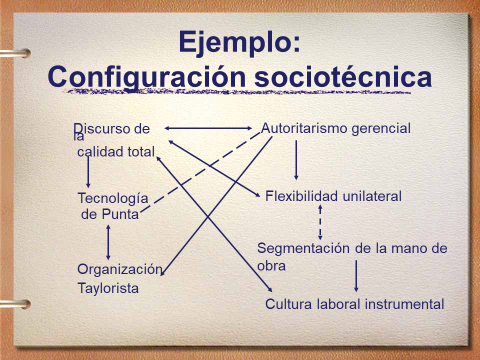 Ejemplo:
Configuración sociotécnica
Discurso de
la
calidad total
Autoritarismo gerencial
Tecnología
de Punta
Flexibilidad unilateral
Segmentación de la mano de
obra
Organización
Taylorista
Cultura laboral instrumental